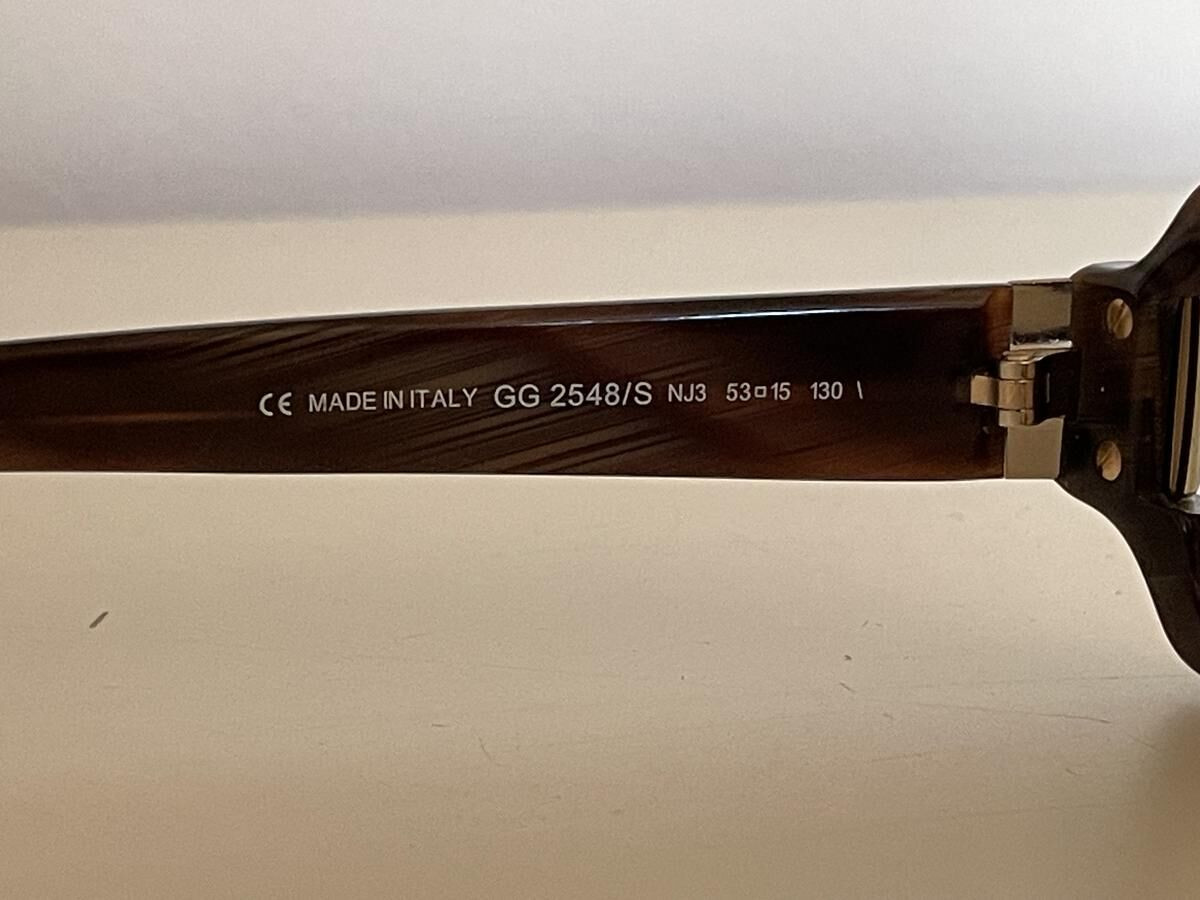 CE MADE IN ITALY GG 2548/S NJ3 53□15 130 \